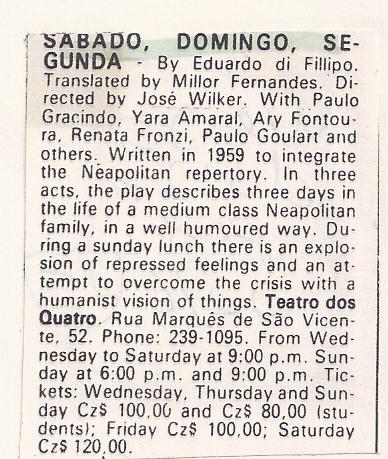 SÁBADO, DOMINGO, SE-
GUNDA - By Eduardo di Fillipo.
Translated by Millor Fernandes. Di-
rected by José Wilker. With Paulo
Gracindo, Yara Amaral, Ary Fontou-
ra, Renata Fronzi, Paulo Goulart and
others. Written in 1959 to integrate
the Neapolitan repertory. In three
acts, the play describes three days in
the life of a medium class Neapolitan
family, in a well humoured way. Du-
ring a sunday lunch there is an explo-
sion of repressed feelings and an at-
tempt to overcome the crisis with a
humanist vision of things. Teatro dos
Quatro. Rua Marquês de São Vicen-
te, 52. Phone: 239-1095. From Wed-
nesday to Saturday at 9:00 p.m. Sun-
day at 6:00 p.m. and 9:00 p.m. Tic-
kets: Wednesday, Thursday and Sun-
day Cz$ 100,00 and Cz$ 80,00 (stu-
dents); Friday Cz$ 100,00; Saturday
Cz$ 120,00.